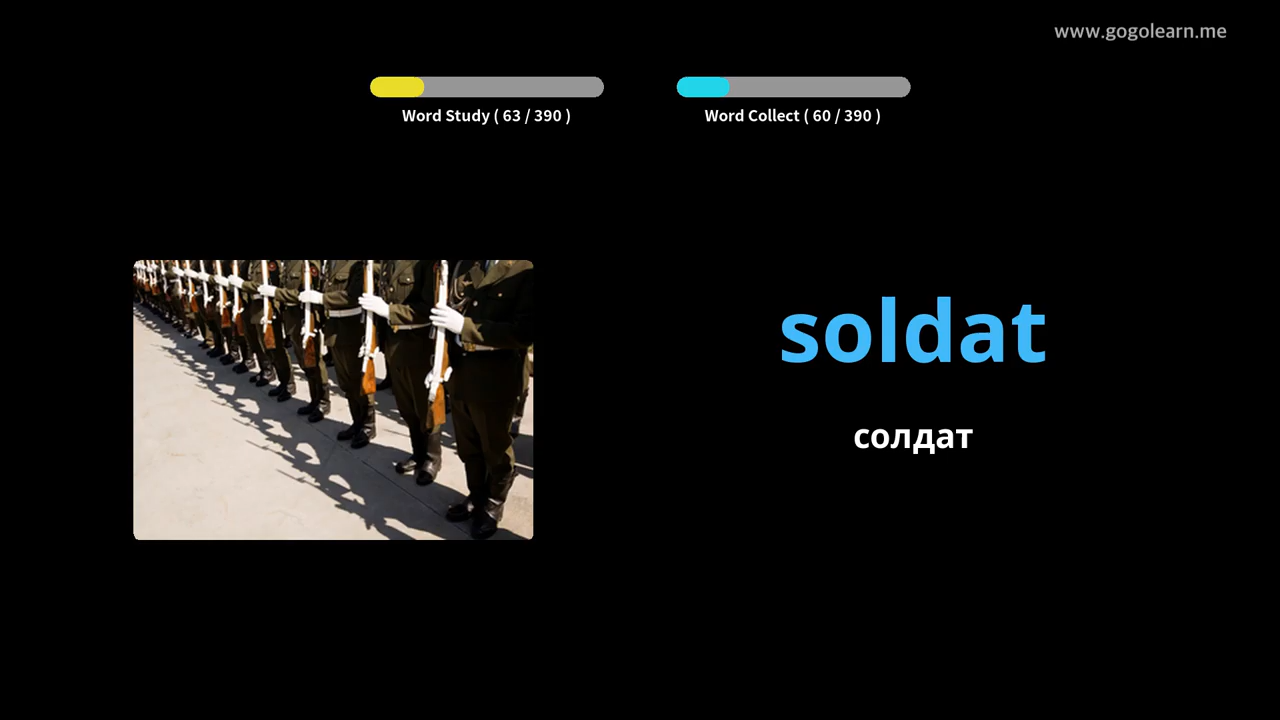 www.gogolearn.me
Word Study ( 63 / 390 )
Word Collect ( 60 / 390 )
soldat
солдат